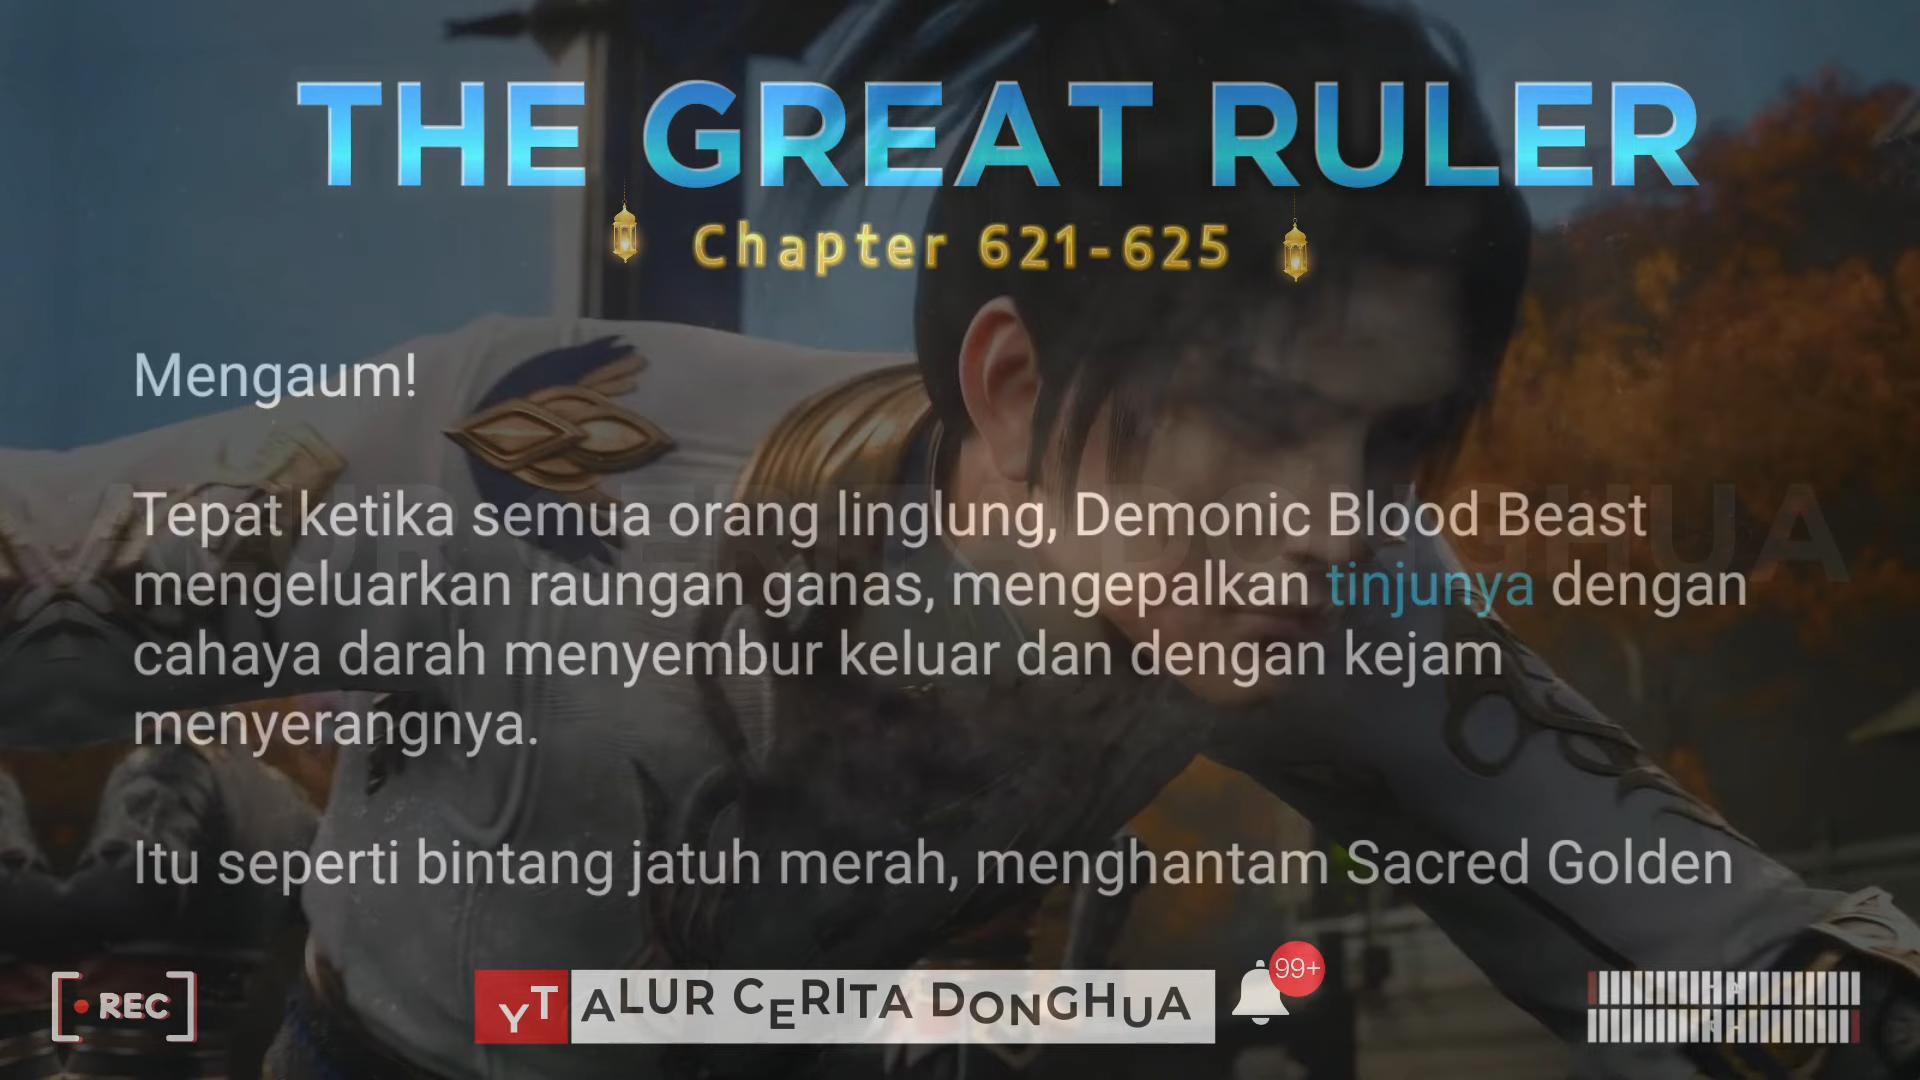 THE GREAT RULER
Chapter 621-625
Mengaum!
Tepat ketika semua orang linglung, Demonic Blood Beast
mengeluarkan raungan ganas, mengepalkan tinjunya dengan
cahaya darah menyembur keluar dan dengan kejam
menyerangnya.
Itu seperti bintang jatuh merah, menghantam Sacred Golden
REC
YT ALUR CERITA DONGHUA
99+